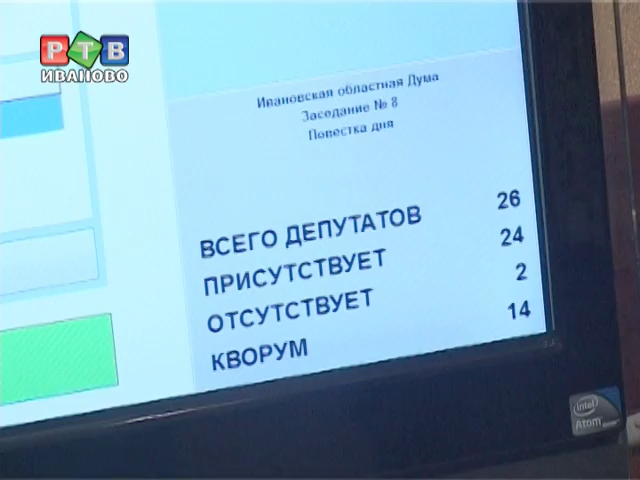 РТВ
ИВАНОВО
Ивановская областная Дума
Заседание № 8
Повестка дня
ВСЕГО ДЕПУТАТОВ 26
ПРИСУТСТВУЕТ 24
ОТСУТСТВУЕТ 2
КВОРУМ 14
intel
Atom